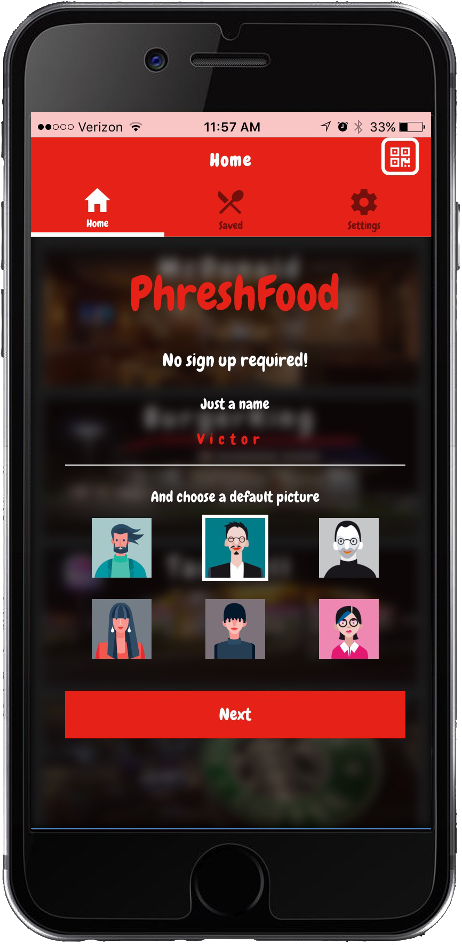 Verizon 11:57 AM 33%
Home
Home Saved Settings
PhreshFood
No sign up required!
Just a name
Victor
And choose a default picture
Next